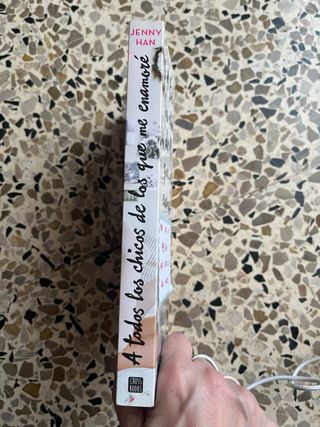 JENNY
HAN
A todos los chicos de los que me enamoré
CROSS
BOOKS